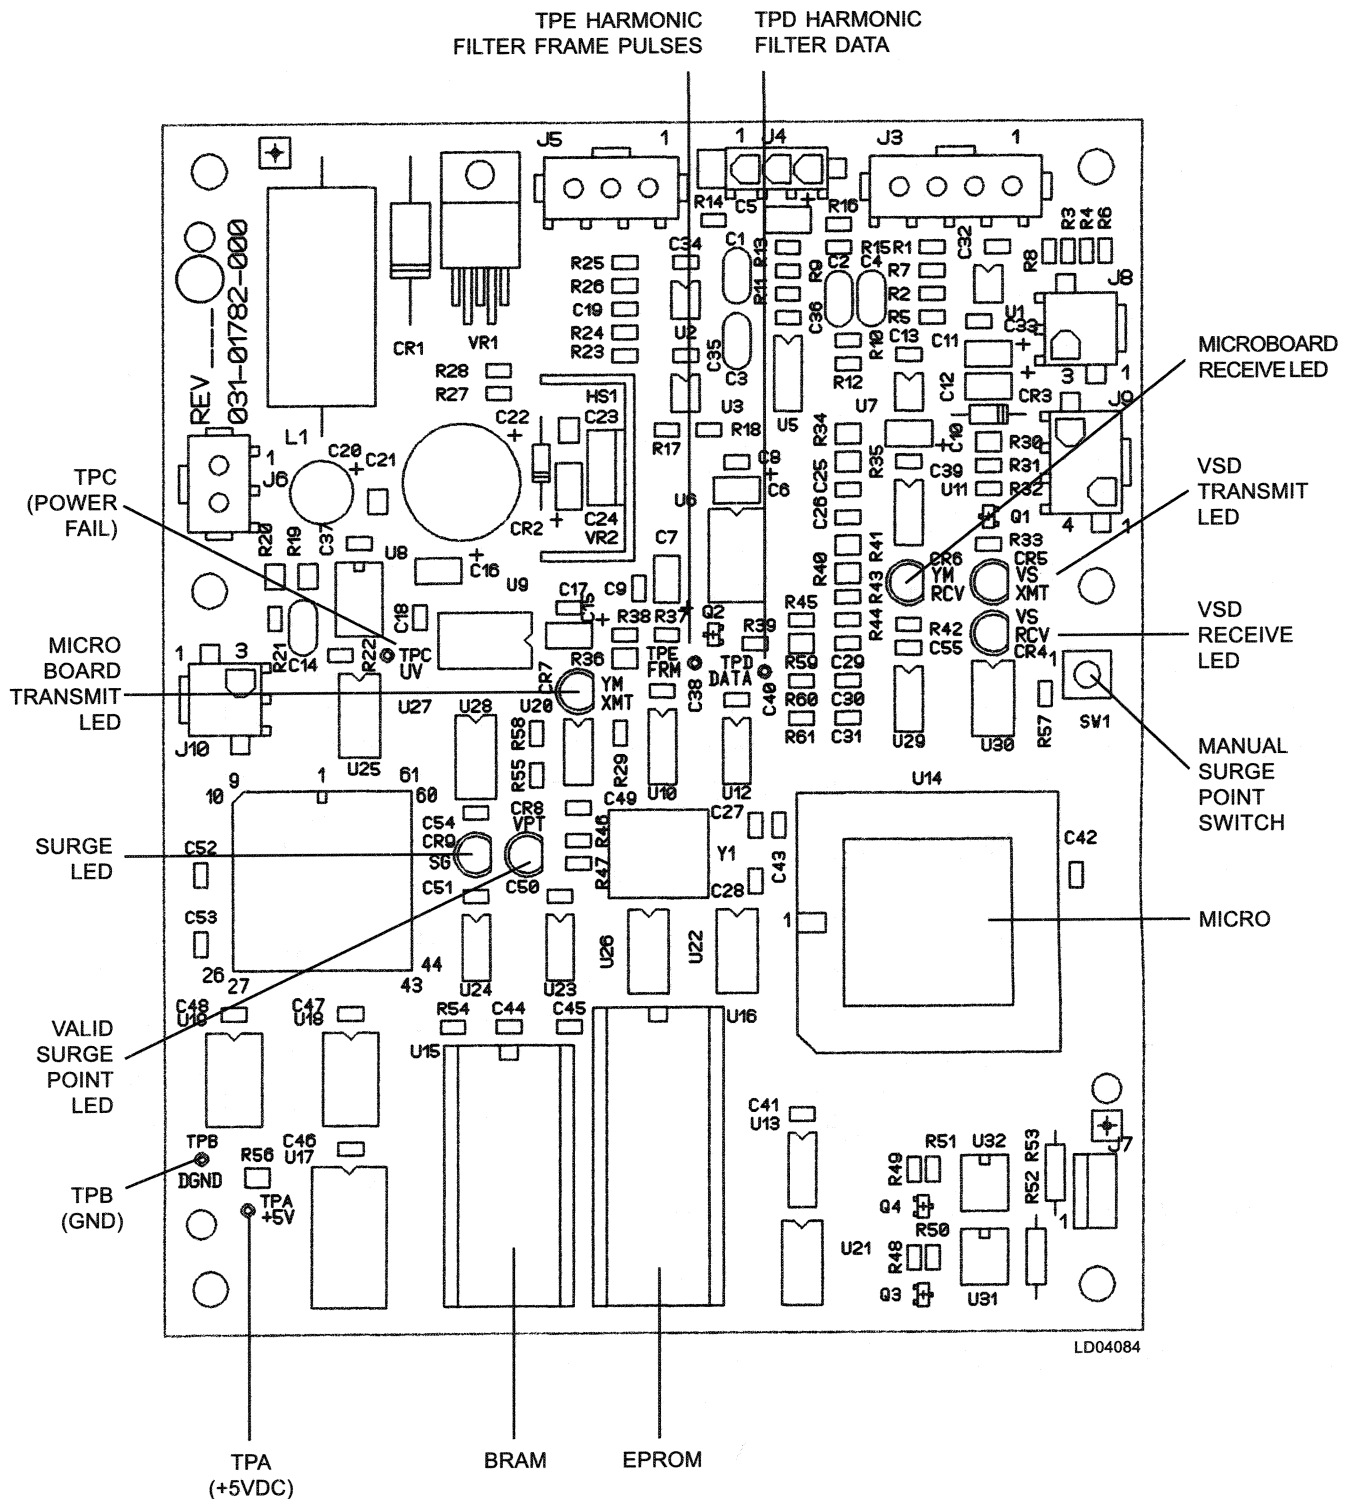 TPE HARMONIC
FILTER FRAME PULSES
TPD HARMONIC
FILTER DATA
J5
1
1
J4
J3
1
R14
C5
+
R16
C32
R3
R4
R6
C34
C1
R13
R15
R1
R8
R25
R9
C2
C4
R7
J8
R26
R11
R2
C19
C36
R5
U1
C33
REV ____
031-01782-000
CR1
VR1
R24
U2
C35
R10
C13
C11
+
R23
C3
R12
3
1
R28
HS1
U3
U7
C12
+
CR3
J9
R27
C22
+
C23
U5
R34
L1
C20
+
R17
R18
R35
+
C10
R30
1
J6
C21
C8
+
C25
C39
R31
C6
U11
R32
U6
C26
Q1
4
1
CR2
+
C24
VR2
R33
R20
R19
C37
U8
+
C16
C7
R40
R41
CR6
YM
RCV
CR5
VS
XMT
U9
C9
R43
C18
C17
C15
+
R38
R37
+
Q2
R45
R44
R42
VS
RCV
CR4
R39
C55
1
3
R21
C14
R22
TPC
UV
R36
TPE
FRM
TPD
DATA
R59
C29
CR7
YM
XMT
C38
C40
R60
C30
R57
SW1
J10
U27
U28
U20
R58
R61
C31
U29
U30
U25
R55
R29
U10
U12
U14
9
1
61
10
60
C54
CR8
VPT
C49
C27
C52
CR9
SG
R46
R47
Y1
C43
C42
C51
C50
C28
C53
U26
U22
1
26
27
44
43
U24
U23
C48
U19
C47
U18
R54
C44
C45
U16
U15
C41
U13
TPB
DGND
C46
U17
R56
R51
U32
R53
J7
R49
R52
TPA
+5V
Q4
R50
1
U21
R48
Q3
U31
LD04084
MICROBOARD
RECEIVE LED
VSD
TRANSMIT
LED
VSD
RECEIVE
LED
MANUAL
SURGE
POINT
SWITCH
MICRO
TPC
(POWER
FAIL)
MICRO
BOARD
TRANSMIT
LED
SURGE
LED
VALID
SURGE
POINT
LED
TPB
(GND)
TPA
(+5VDC)
BRAM
EPROM